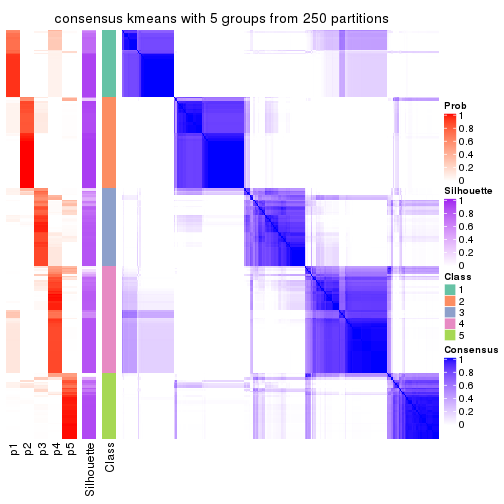 consensus kmeans with 5 groups from 250 partitions
Prob
1
0.8
0.6
0.4
0.2
0
Silhouette
1
0.8
0.6
0.4
0.2
0
Class
1
2
3
4
5
Consensus
1
0.8
0.6
0.4
0.2
0
p1
p2
p3
p4
p5
Silhouette
Class